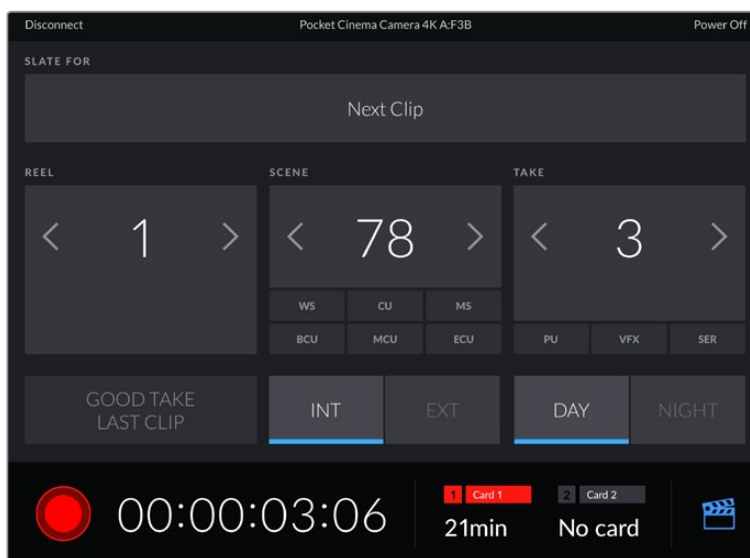 Disconnect
Pocket Cinema Camera 4K A:F3B
Power Off
SLATE FOR
Next Clip
REEL
SCENE
TAKE
1
78
3
WS
CU
MS
BCU
MCU
ECU
PU
VFX
SER
GOOD TAKE
LAST CLIP
INT
EXT
DAY
NIGHT
00:00:03:06
1 Card 1
21min
2 Card 2
No card